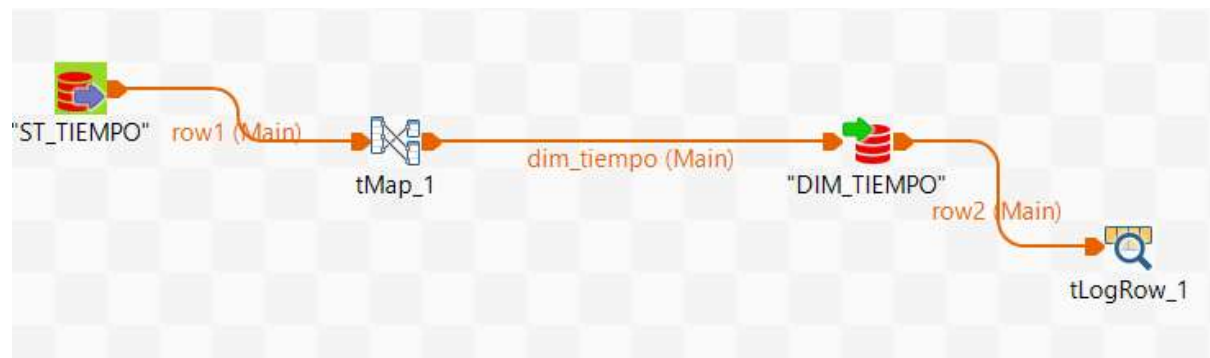 "ST_TIEMPO"
row1 (Main)
tMap_1
dim_tiempo (Main)
"DIM_TIEMPO"
row2 (Main)
tLogRow_1